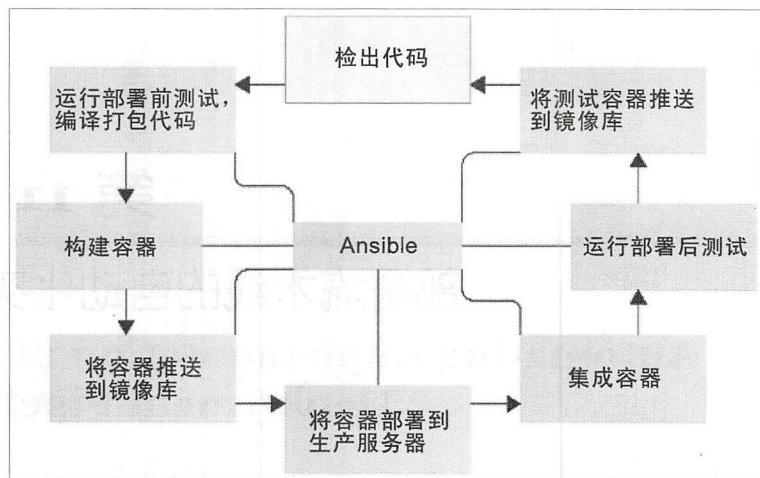 检出代码
运行部署前测试，
编译打包代码
将测试容器推送
到镜像库
构建容器
Ansible
运行部署后测试
将容器推送
到镜像库
将容器部署到
生产服务器
集成容器